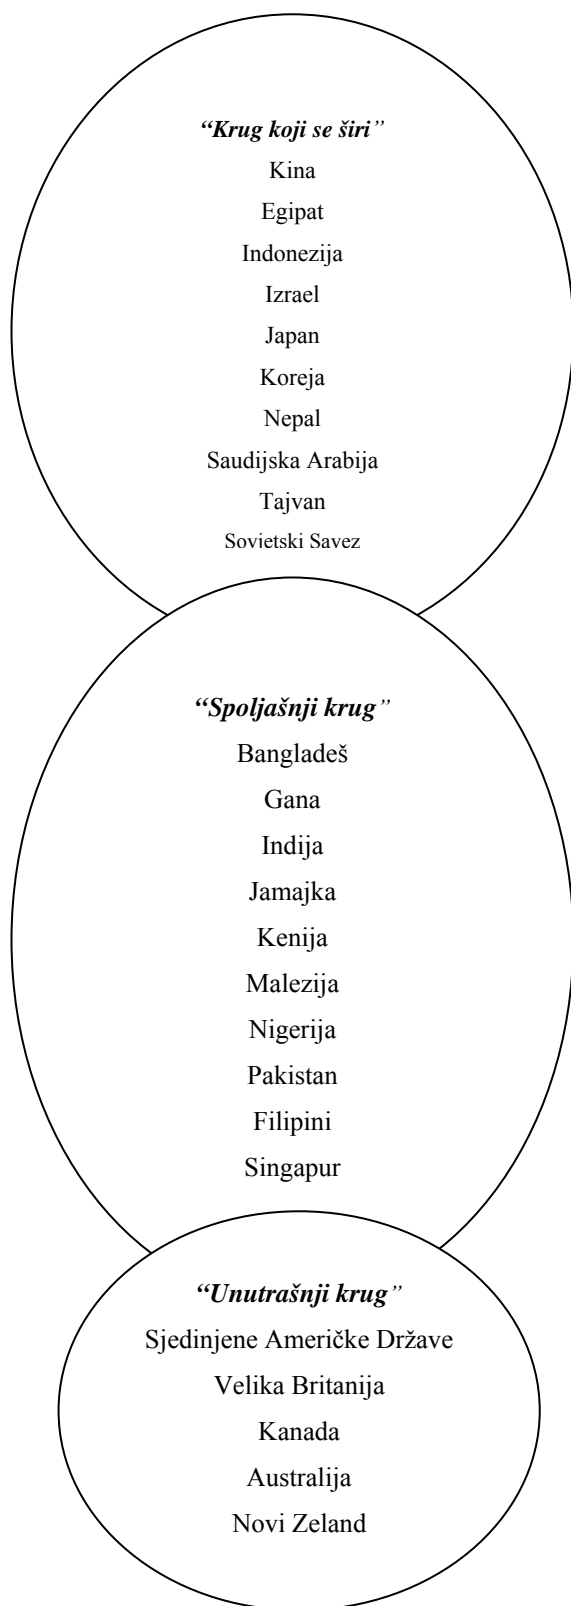 “Krug koji se širi”
Kina
Egipat
Indonezija
Izrael
Japan
Koreja
Nepal
Saudijska Arabija
Tajvan
Sovjetski Savez
“Spoljašnji krug”
Bangladeš
Gana
Indija
Jamajka
Kenija
Malezija
Nigerija
Pakistan
Filipini
Singapur
“Unutrašnji krug”
Sjedinjene Američke Države
Velika Britanija
Kanada
Australija
Novi Zeland